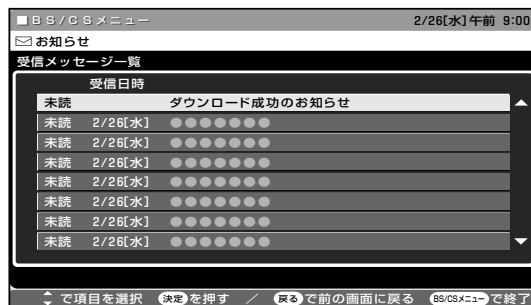 ■BS/CSメニュー 2/26[水]午前 9:00
お知らせ
受信メッセージ一覧
受信日時
未読 ダウンロード成功のお知らせ
未読 2/26[水] ●●●●●●●
未読 2/26[水] ●●●●●●●
未読 2/26[水] ●●●●●●●
未読 2/26[水] ●●●●●●●
未読 2/26[水] ●●●●●●●
未読 2/26[水] ●●●●●●●
未読 2/26[水] ●●●●●●●
で項目を選択 決定を押す / 戻るで前の画面に戻る BS/CSメニューで終了